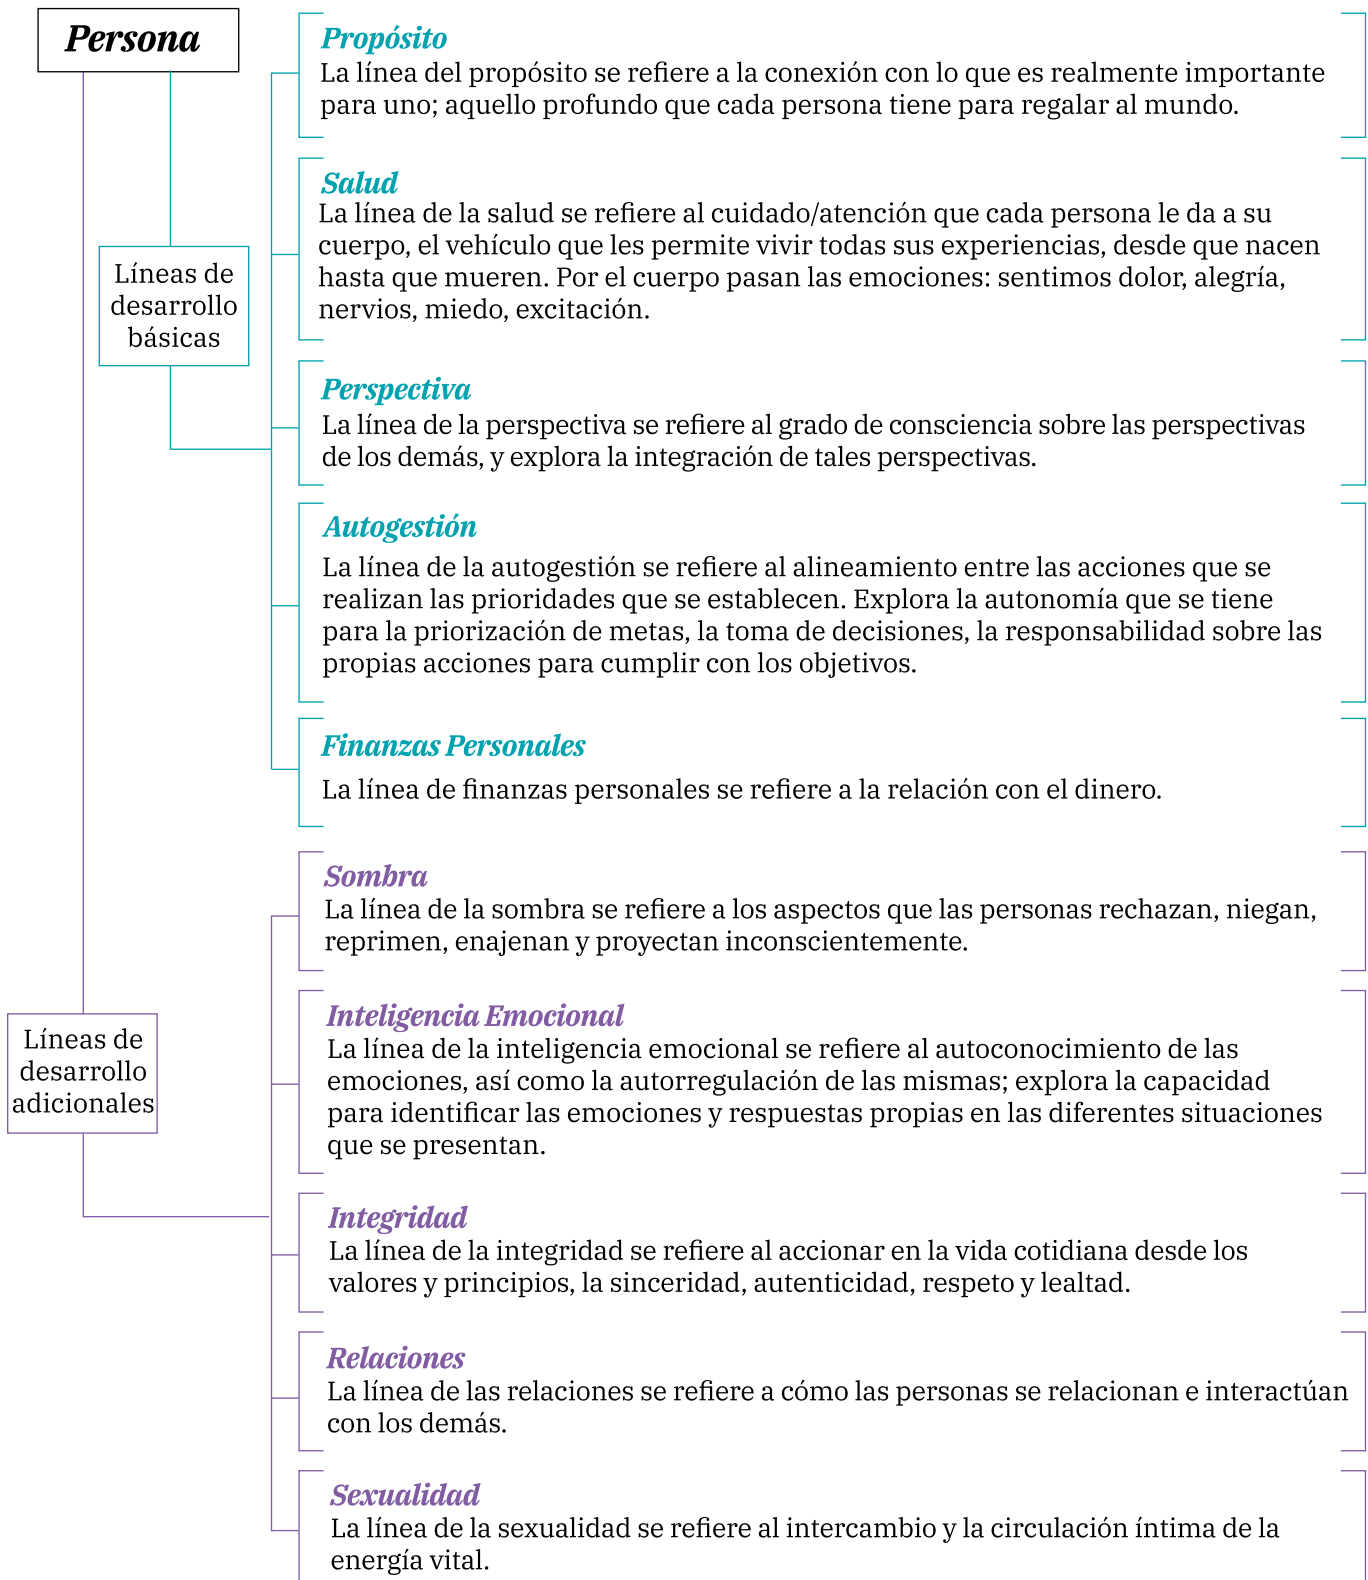 Persona
Propósito
La línea del propósito se refiere a la conexión con lo que es realmente importante
para uno; aquello profundo que cada persona tiene para regalar al mundo.
Salud
La línea de la salud se refiere al cuidado/atención que cada persona le da a su
cuerpo, el vehículo que les permite vivir todas sus experiencias, desde que nacen
hasta que mueren. Por el cuerpo pasan las emociones: sentimos dolor, alegría,
nervios, miedo, excitación.
Líneas de
desarrollo
básicas
Perspectiva
La línea de la perspectiva se refiere al grado de consciencia sobre las perspectivas
de los demás, y explora la integración de tales perspectivas.
Autogestión
La línea de la autogestión se refiere al alineamiento entre las acciones que se
realizan las prioridades que se establecen. Explora la autonomía que se tiene
para la priorización de metas, la toma de decisiones, la responsabilidad sobre las
propias acciones para cumplir con los objetivos.
Finanzas Personales
La línea de finanzas personales se refiere a la relación con el dinero.
Sombra
La línea de la sombra se refiere a los aspectos que las personas rechazan, niegan,
reprimen, enajenan y proyectan inconscientemente.
Líneas de
desarrollo
adicionales
Inteligencia Emocional
La línea de la inteligencia emocional se refiere al autoconocimiento de las
emociones, así como la autorregulación de las mismas; explora la capacidad
para identificar las emociones y respuestas propias en las diferentes situaciones
que se presentan.
Integridad
La línea de la integridad se refiere al accionar en la vida cotidiana desde los
valores y principios, la sinceridad, autenticidad, respeto y lealtad.
Relaciones
La línea de las relaciones se refiere a cómo las personas se relacionan e interactúan
con los demás.
Sexualidad
La línea de la sexualidad se refiere al intercambio y la circulación íntima de la
energía vital.